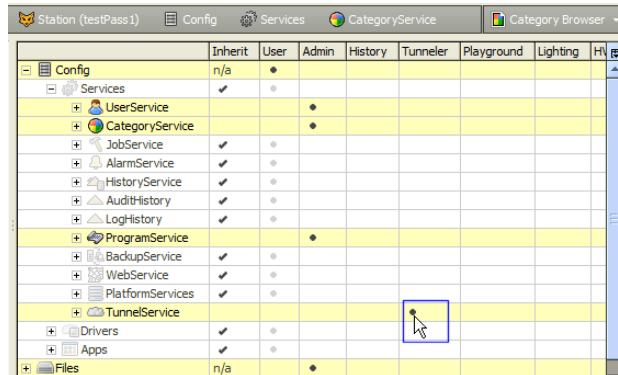 Station (testPass1) Config Services CategoryService Category Browser
Inherit User Admin History Tunneler Playground Lighting
Config n/a
Services
UserService
CategoryService
JobService
AlarmService
HistoryService
AuditHistory
LogHistory
ProgramService
BackupService
WebService
PlatformServices
TunnelService
Drivers
Apps
Files n/a